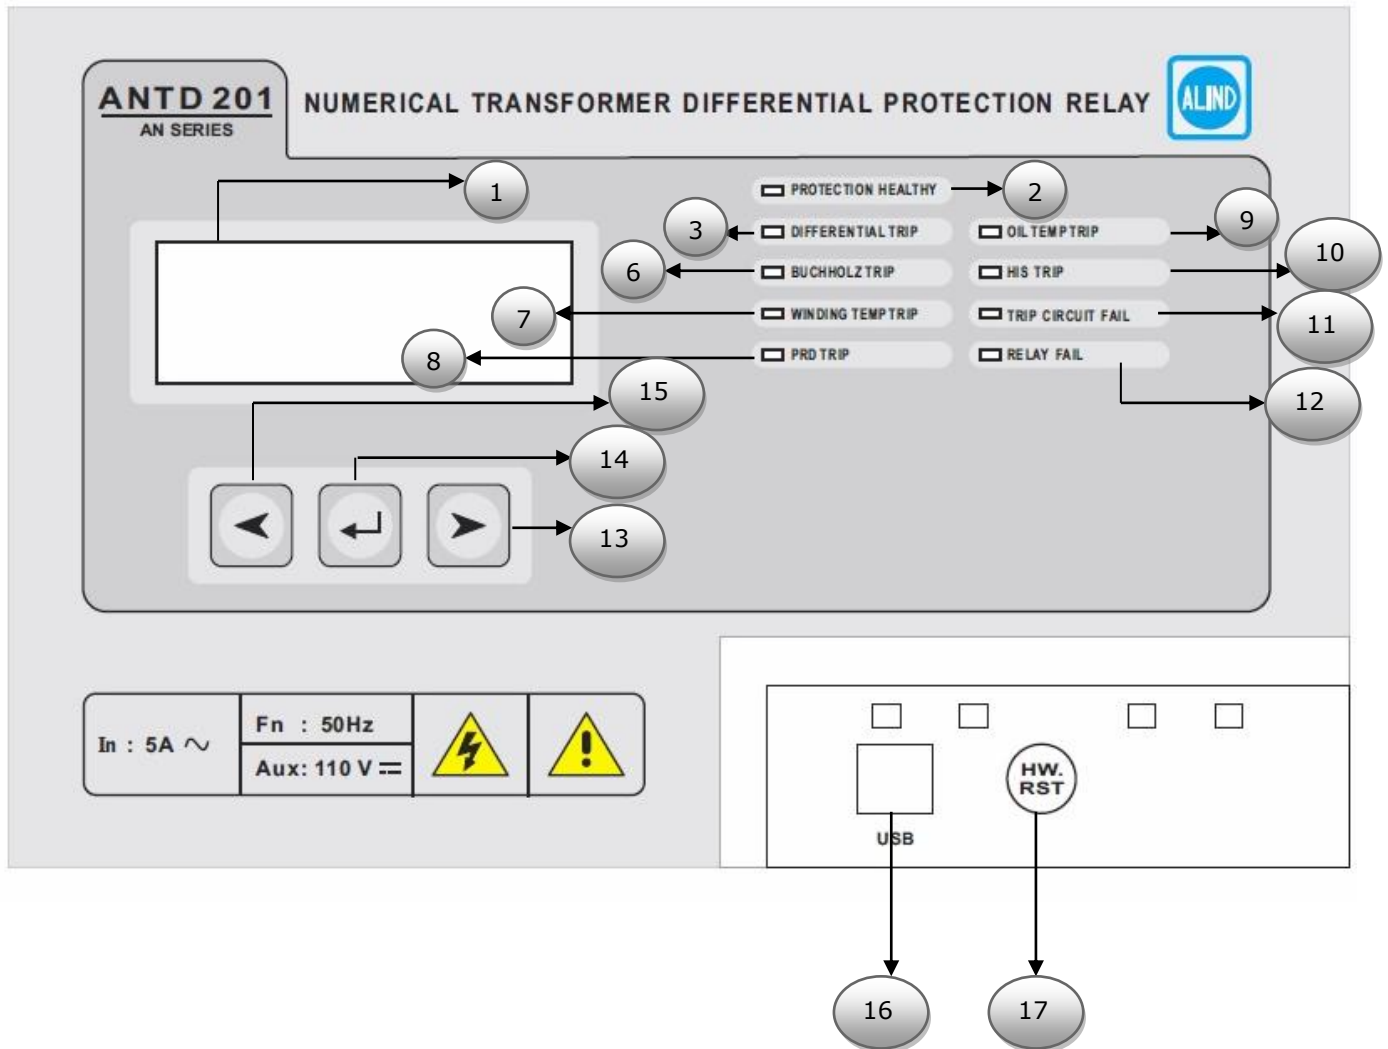 ANTD 201
AN SERIES
NUMERICAL TRANSFORMER DIFFERENTIAL PROTECTION RELAY
ALIND
1
PROTECTION HEALTHY
2
3
DIFFERENTIAL TRIP
OIL TEMP TRIP
9
6
BUCHHOLZ TRIP
HIS TRIP
10
7
WINDING TEMP TRIP
TRIP CIRCUIT FAIL
11
8
PRD TRIP
RELAY FAIL
15
12
14
13
In : 5A ~
Fn : 50Hz
Aux: 110 V ⎓
HW.
RST
USB
16
17